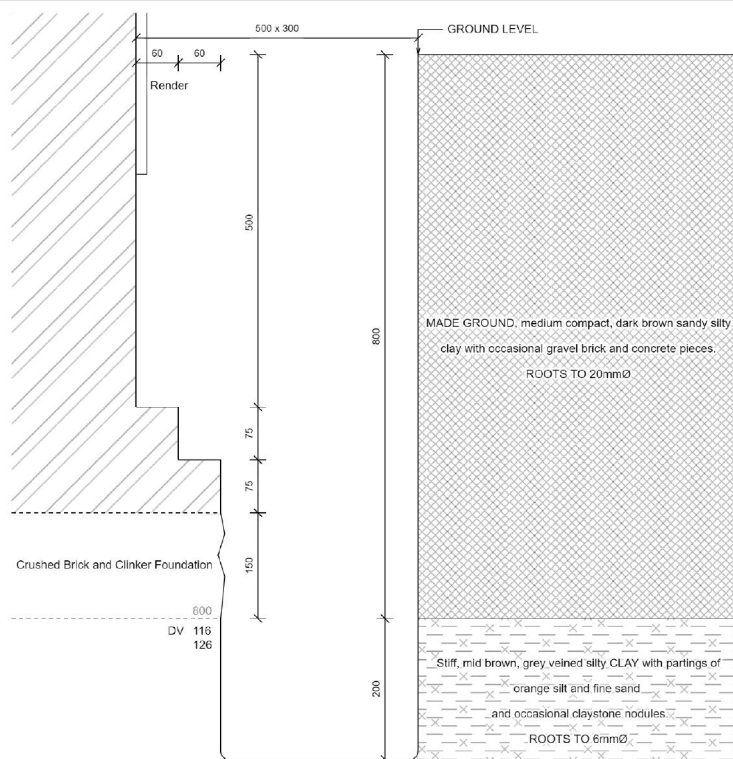 500 x 300
GROUND LEVEL
60
60
Render
500
800
MADE GROUND, medium compact, dark brown sandy silty
clay with occasional gravel brick and concrete pieces.
ROOTS TO 20mmØ
75
75
150
Crushed Brick and Clinker Foundation
800
DV 116
126
200
Stiff, mid brown, grey veined silty CLAY with partings of
orange silt and fine sand
and occasional claystone nodules
ROOTS TO 6mmØ